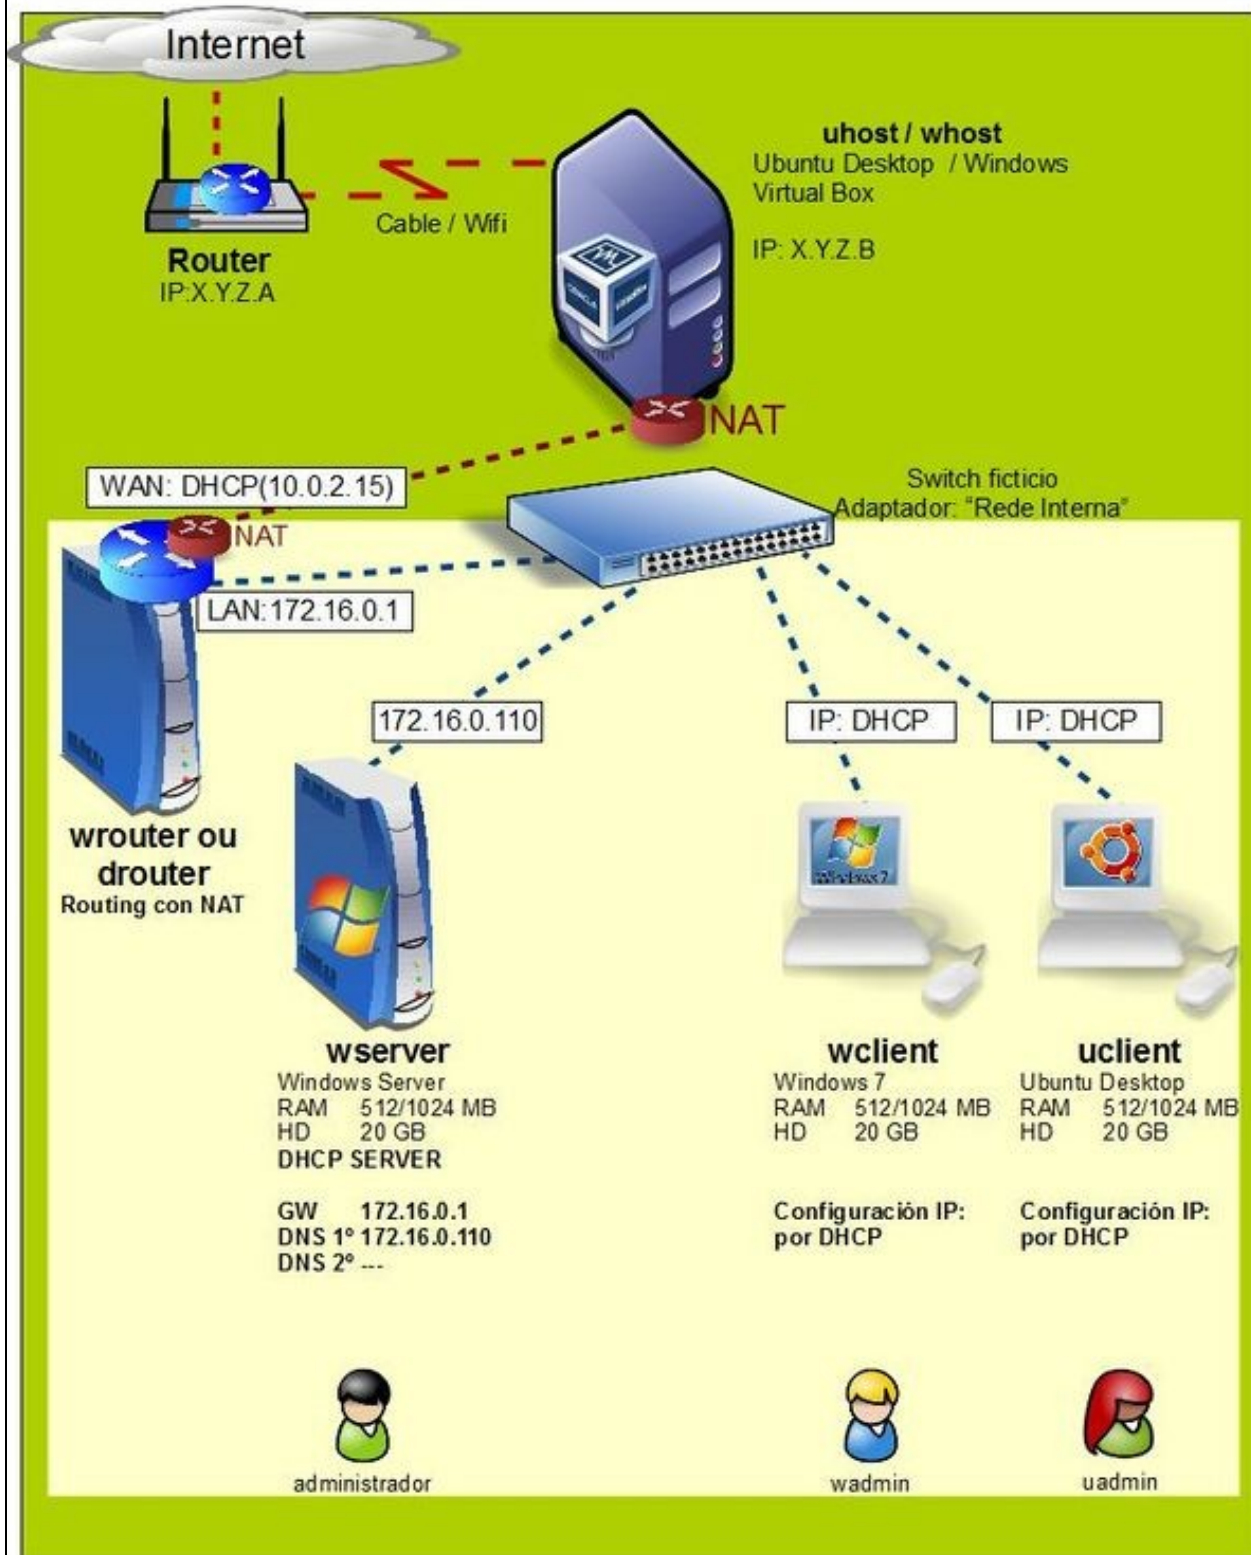 Internet
uhost / whost
Ubuntu Desktop / Windows
Virtual Box
IP: X.Y.Z.B
Cable / Wifi
Router
IP:X.Y.Z.A
NAT
WAN: DHCP(10.0.2.15)
NAT
Switch ficticio
Adaptador: “Rede Interna”
LAN:172.16.0.1
172.16.0.110
IP: DHCP
IP: DHCP
wrouter ou
drouter
Routing con NAT
Windows 7
wserver
Windows Server
RAM 512/1024 MB
HD 20 GB
DHCP SERVER
GW 172.16.0.1
DNS 1º 172.16.0.110
DNS 2º ---
wclient
Windows 7
RAM 512/1024 MB
HD 20 GB
Configuración IP:
por DHCP
uclient
Ubuntu Desktop
RAM 512/1024 MB
HD 20 GB
Configuración IP:
por DHCP
administrador
wadmin
uadmin